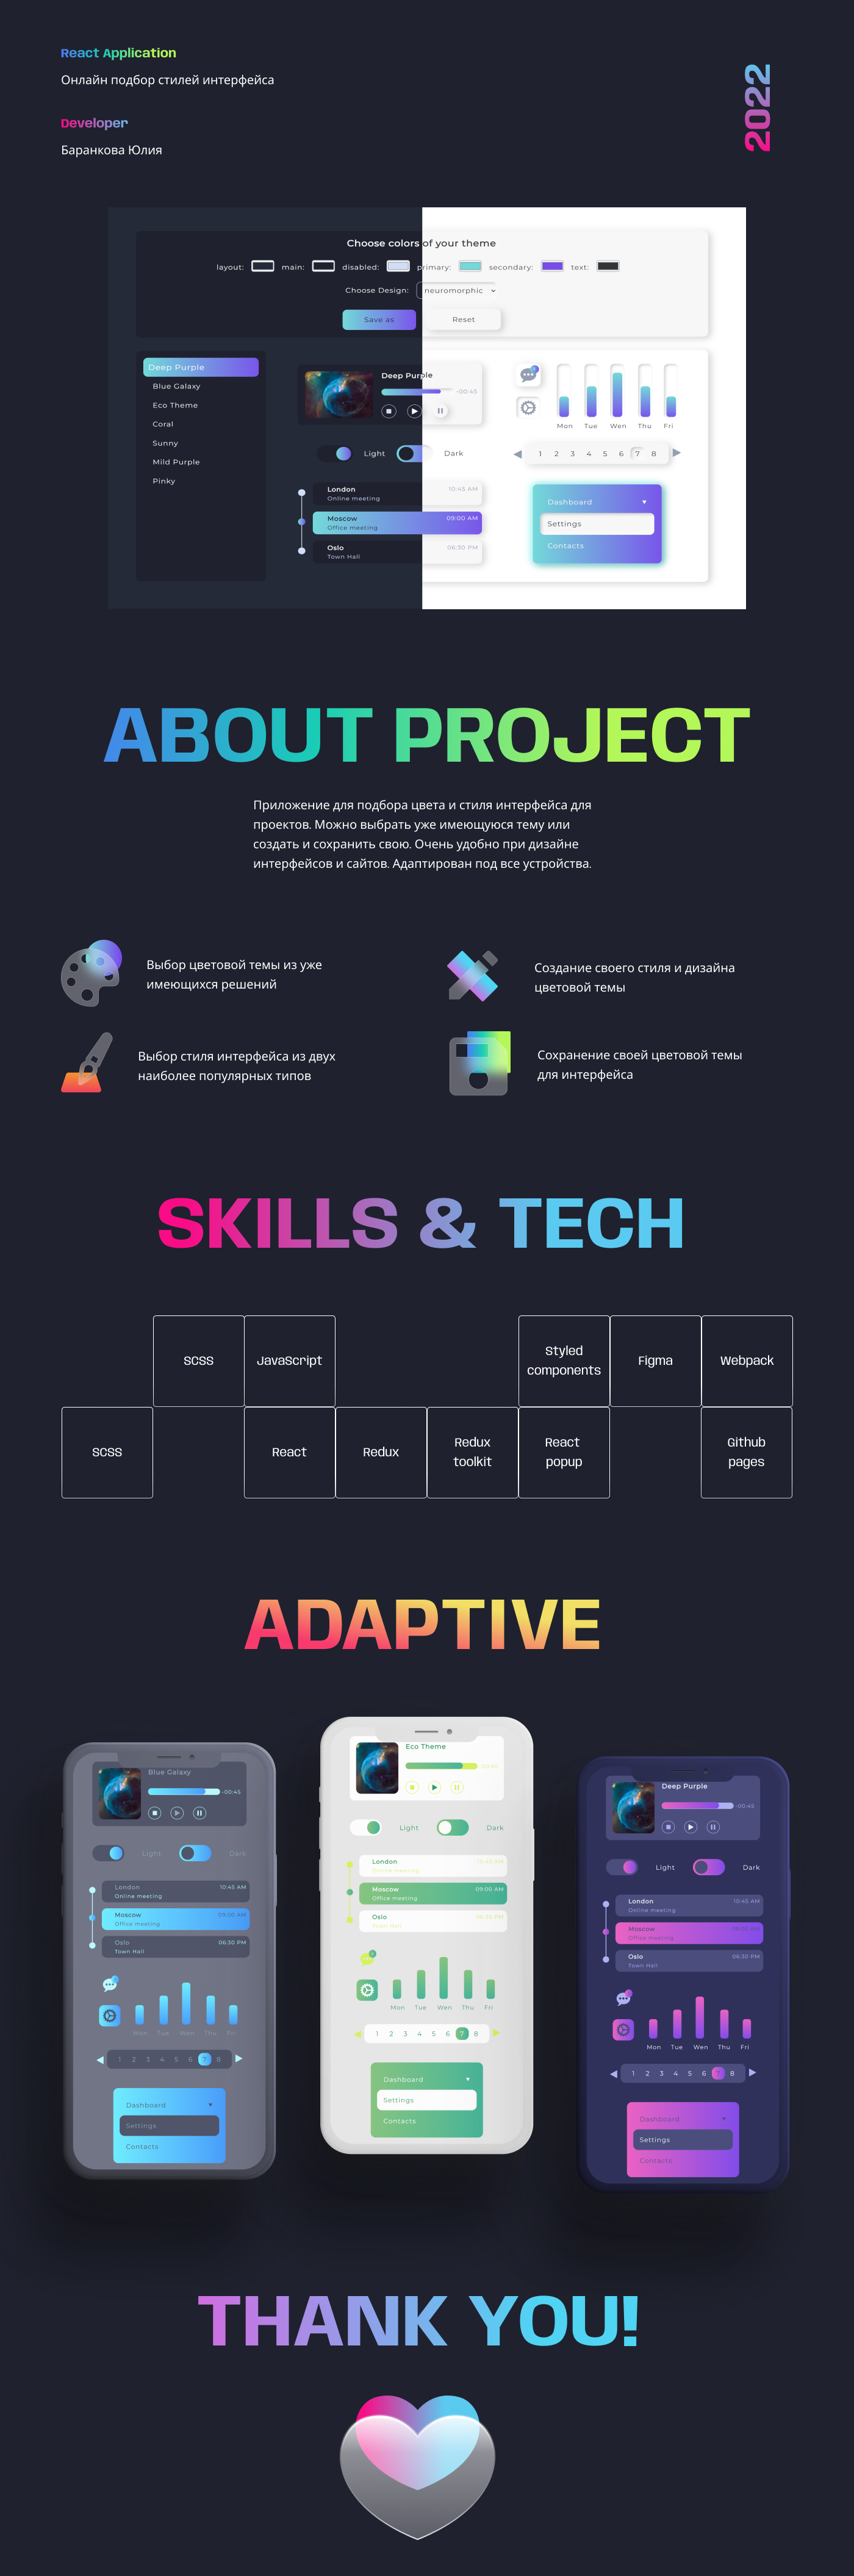 React Application
Онлайн подбор стилей интерфейса
Developer
Баранкова Юлия
2022
Choose colors of your theme
layout: main: disabled: primary: secondary: text:
Choose Design: neuromorphic
Save as Reset
Deep Purple
Blue Galaxy
Eco Theme
Coral
Sunny
Mild Purple
Pinky
Deep Purple
-00:45
Light Dark
London 10:45 AM
Online meeting
Moscow 09:00 AM
Office meeting
Oslo 06:30 PM
Town Hall
Mon Tue Wen Thu Fri
1 2 3 4 5 6 7 8
Dashboard
Settings
Contacts
ABOUT PROJECT
Приложение для подбора цвета и стиля интерфейса для
проектов. Можно выбрать уже имеющуюся тему или
создать и сохранить свою. Очень удобно при дизайне
интерфейсов и сайтов. Адаптирован под все устройства.
Выбор цветовой темы из уже
имеющихся решений
Создание своего стиля и дизайна
цветовой темы
Выбор стиля интерфейса из двух
наиболее популярных типов
Сохранение своей цветовой темы
для интерфейса
SKILLS & TECH
SCSS JavaScript
Styled
components
Figma Webpack
SCSS React Redux
Redux
toolkit
React
popup
Github
pages
ADAPTIVE
Blue Galaxy
-00:45
Light Dark
London 10:45 AM
Online meeting
Moscow 09:00 AM
Office meeting
Oslo 06:30 PM
Town Hall
Mon Tue Wen Thu Fri
1 2 3 4 5 6 7 8
Dashboard
Settings
Contacts
Eco Theme
-00:45
Light Dark
London 10:45 AM
Online meeting
Moscow 09:00 AM
Office meeting
Oslo 06:30 PM
Town Hall
Mon Tue Wen Thu Fri
1 2 3 4 5 6 7 8
Dashboard
Settings
Contacts
Deep Purple
-00:45
Light Dark
London 10:45 AM
Online meeting
Moscow 09:00 AM
Office meeting
Oslo 06:30 PM
Town Hall
Mon Tue Wen Thu Fri
1 2 3 4 5 6 7 8
Dashboard
Settings
Contacts
THANK YOU!